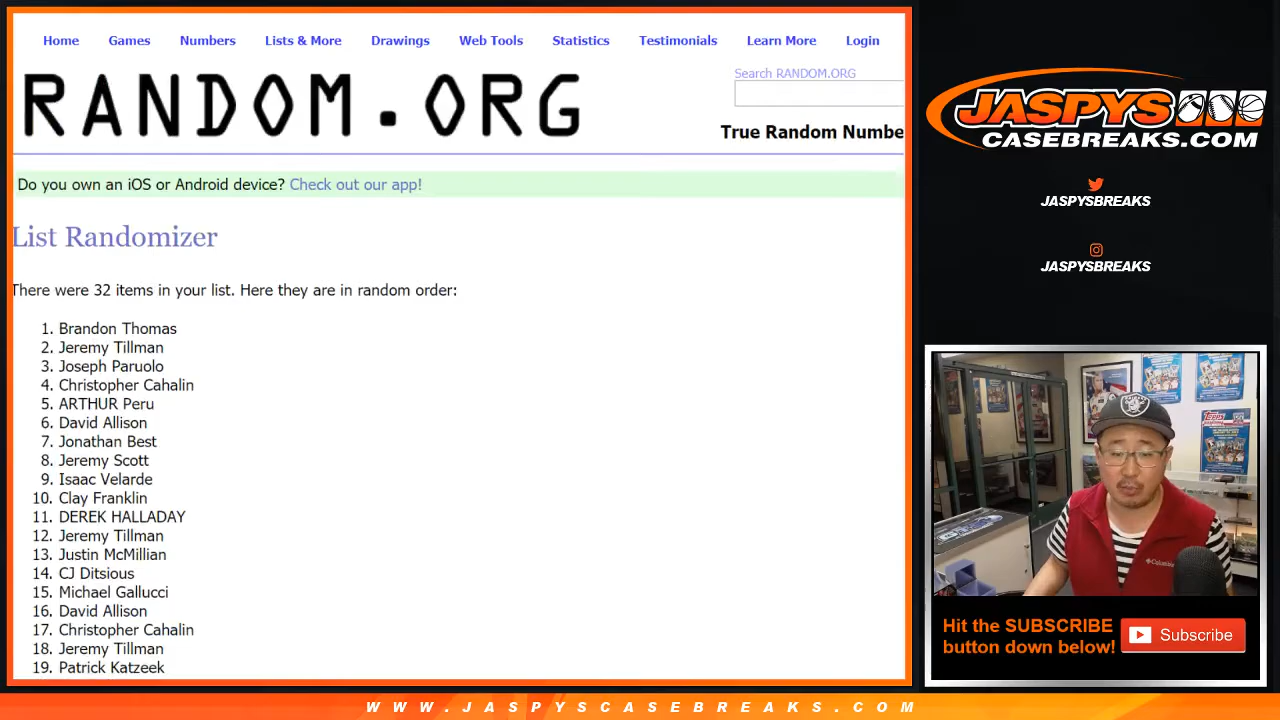 Home Games Numbers Lists & More Drawings Web Tools Statistics Testimonials Learn More Login
RANDOM.ORG
Search RANDOM.ORG
True Random Numbe
Do you own an iOS or Android device? Check out our app!
List Randomizer
There were 32 items in your list. Here they are in random order:
1. Brandon Thomas
2. Jeremy Tillman
3. Joseph Paruolo
4. Christopher Cahalin
5. ARTHUR Peru
6. David Allison
7. Jonathan Best
8. Jeremy Scott
9. Isaac Velarde
10. Clay Franklin
11. DEREK HALLADAY
12. Jeremy Tillman
13. Justin McMillian
14. CJ Ditsious
15. Michael Gallucci
16. David Allison
17. Christopher Cahalin
18. Jeremy Tillman
19. Patrick Katzeek
JASPYS
CASEBREAKS.COM
JASPYSBREAKS
JASPYSBREAKS
RAIDERS
Topps
Columbia
Hit the SUBSCRIBE
button down below!
Subscribe
WWW.JASPYSCASEBREAKS.COM